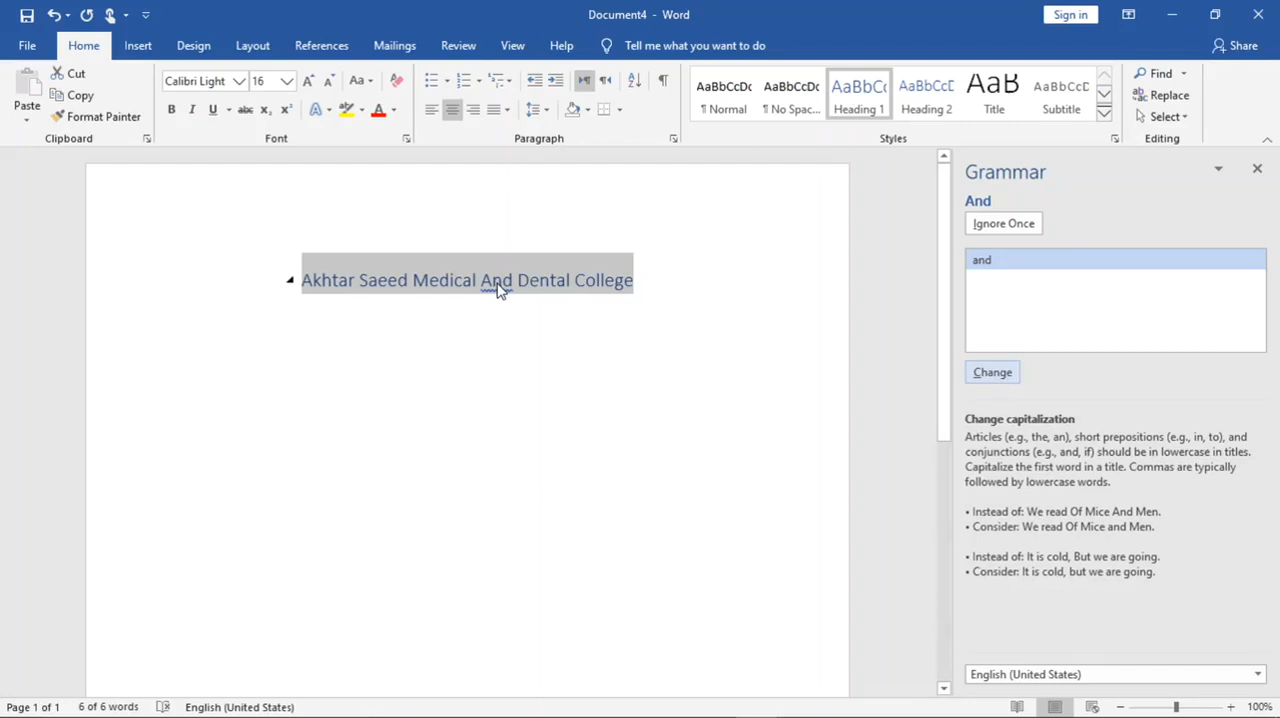 Document4 - Word
Sign in
File Home Insert Design Layout References Mailings Review View Help Tell me what you want to do Share
Paste
Cut
Copy
Format Painter
Clipboard
Calibri Light 16
Font
Paragraph
AaBbCcDc ¶ Normal
AaBbCcDc ¶ No Spac...
AaBbC Heading 1
AaBbCcD Heading 2
AaB Title
AaBbCcD Subtitle
Styles
Find
Replace
Select
Editing
Akhtar Saeed Medical And Dental College
Grammar
And
Ignore Once
and
Change
Change capitalization
Articles (e.g., the, an), short prepositions (e.g., in, to), and
conjunctions (e.g., and, if) should be in lowercase in titles.
Capitalize the first word in a title. Commas are typically
followed by lowercase words.
• Instead of: We read Of Mice And Men.
• Consider: We read Of Mice and Men.
• Instead of: It is cold, But we are going.
• Consider: It is cold, but we are going.
English (United States)
Page 1 of 1 6 of 6 words English (United States) 100%